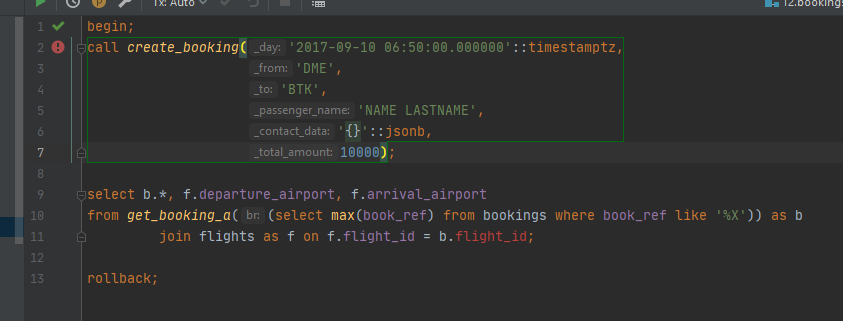 Tx: Auto
12.bookings
1 begin;
2 call create_booking( _day: '2017-09-10 06:50:00.000000'::timestamptz,
3 _from: 'DME',
4 _to: 'BTK',
5 _passenger_name: 'NAME LASTNAME',
6 _contact_data: '{}'::jsonb,
7 _total_amount: 10000);
8
9 select b.*, f.departure_airport, f.arrival_airport
10 from get_booking_a( br: (select max(book_ref) from bookings where book_ref like '%X')) as b
11 join flights as f on f.flight_id = b.flight_id;
12
13 rollback;